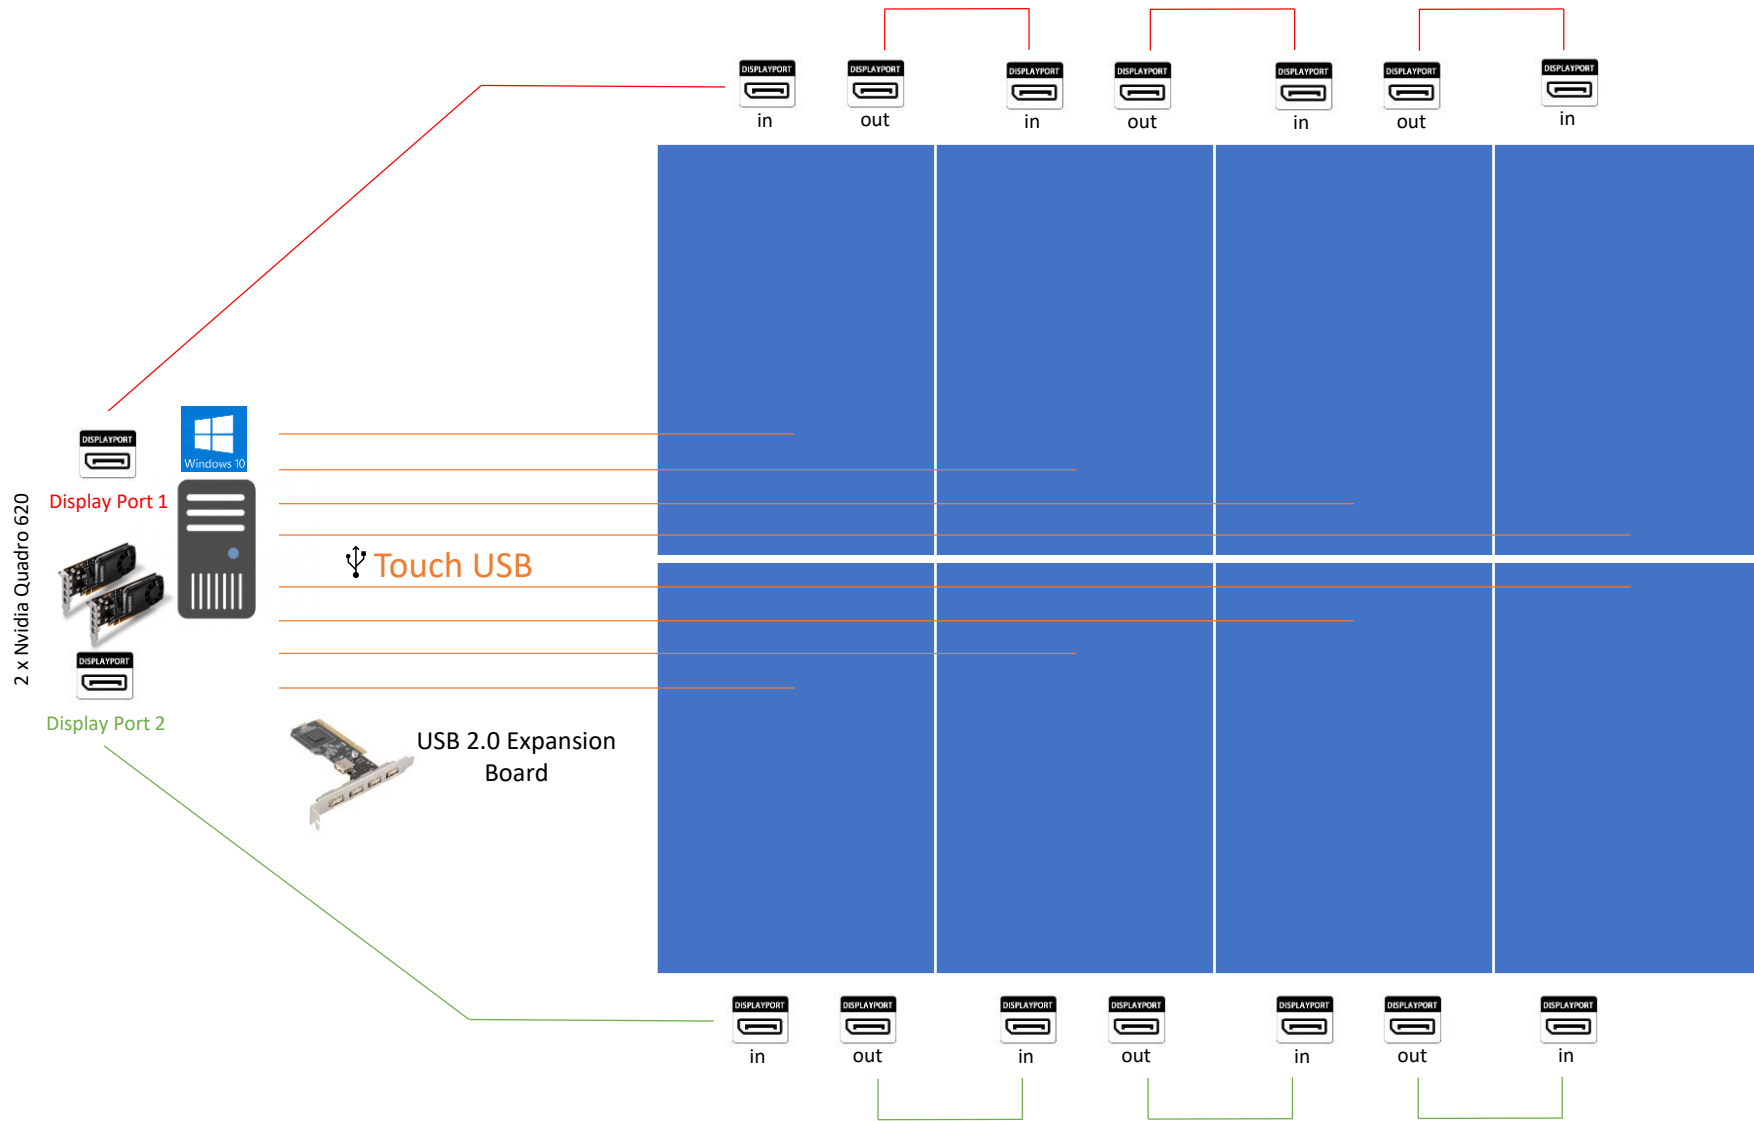 DISPLAYPORT
DISPLAYPORT
DISPLAYPORT
DISPLAYPORT
DISPLAYPORT
DISPLAYPORT
DISPLAYPORT
in
out
in
out
in
out
in
DISPLAYPORT
Windows 10
Display Port 1
2 x Nvidia Quadro 620
Touch USB
DISPLAYPORT
Display Port 2
USB 2.0 Expansion
Board
DISPLAYPORT
DISPLAYPORT
DISPLAYPORT
DISPLAYPORT
DISPLAYPORT
DISPLAYPORT
DISPLAYPORT
in
out
in
out
in
out
in